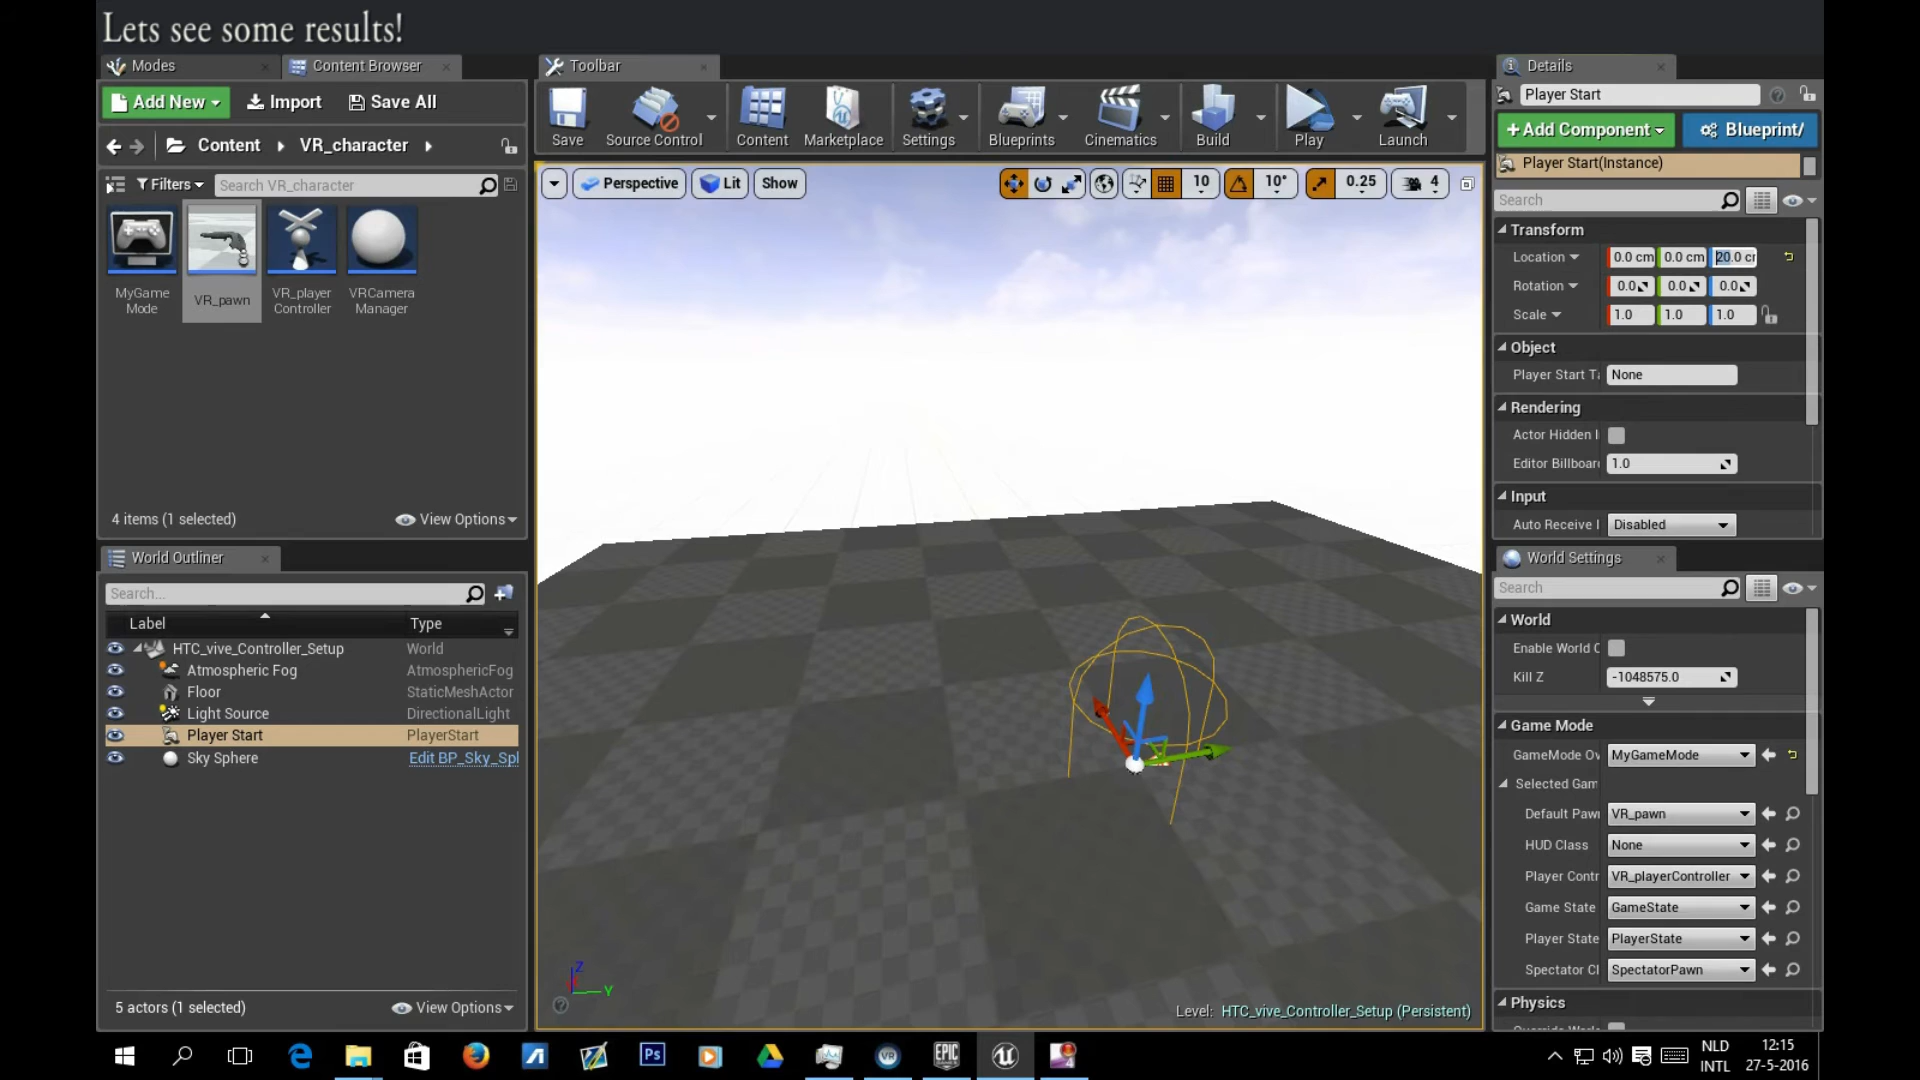 Lets see some results!
Modes
Content Browser
Toolbar
Details
Add New
Import
Save All
Save
Source Control
Content
Marketplace
Settings
Blueprints
Cinematics
Build
Play
Launch
Player Start
+Add Component
Blueprint/
Content
VR_character
Player Start(Instance)
Filters
Search VR_character
Perspective
Lit
Show
10
10°
0.25
4
Search
MyGame
Mode
VR_pawn
VR_player
Controller
VRCamera
Manager
Transform
Location
0.0 cm
0.0 cm
20.0 cr
Rotation
0.0
0.0
0.0
Scale
1.0
1.0
1.0
Object
Player Start Ta
None
Rendering
Actor Hidden I
Editor Billboar
1.0
Input
Auto Receive I
Disabled
4 items (1 selected)
View Options
World Outliner
Search...
Label
Type
HTC_vive_Controller_Setup
World
Atmospheric Fog
AtmosphericFog
Floor
StaticMeshActor
Light Source
DirectionalLight
Player Start
PlayerStart
Sky Sphere
Edit BP_Sky_Spl
5 actors (1 selected)
View Options
Z
Y
Level: HTC_vive_Controller_Setup (Persistent)
World Settings
Search
World
Enable World C
Kill Z
-1048575.0
Game Mode
GameMode Ov
MyGameMode
Selected Gam
Default Pawn
VR_pawn
HUD Class
None
Player Contr
VR_playerController
Game State
GameState
Player State
PlayerState
Spectator Cl
SpectatorPawn
Physics
Ps
VR
EPIC
NLD
INTL
12:15
27-5-2016